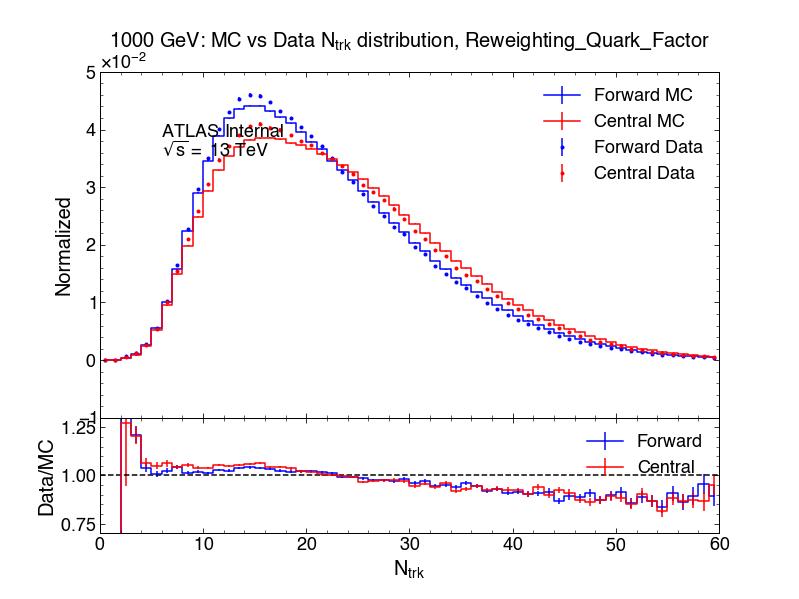 1000 GeV: MC vs Data Ntrk distribution, Reweighting_Quark_Factor
×10−2
5
4
3
2
1
0
−1
Normalized
ATLAS Internal
√s = 13 TeV
Forward MC
Central MC
Forward Data
Central Data
1.25
1.00
0.75
Data/MC
Forward
Central
0 10 20 30 40 50 60
Ntrk